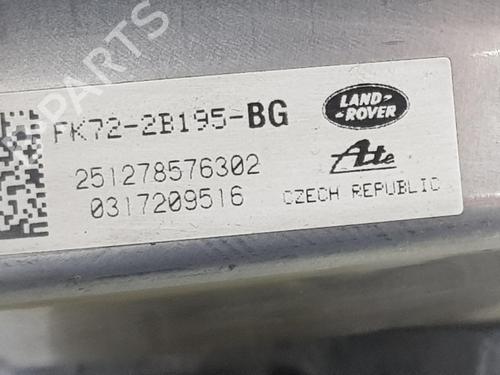 FK72-2B195-BG
LAND-
-ROVER
251278576302
Ate
0317209516
CZECH REPUBLIC
PARTS